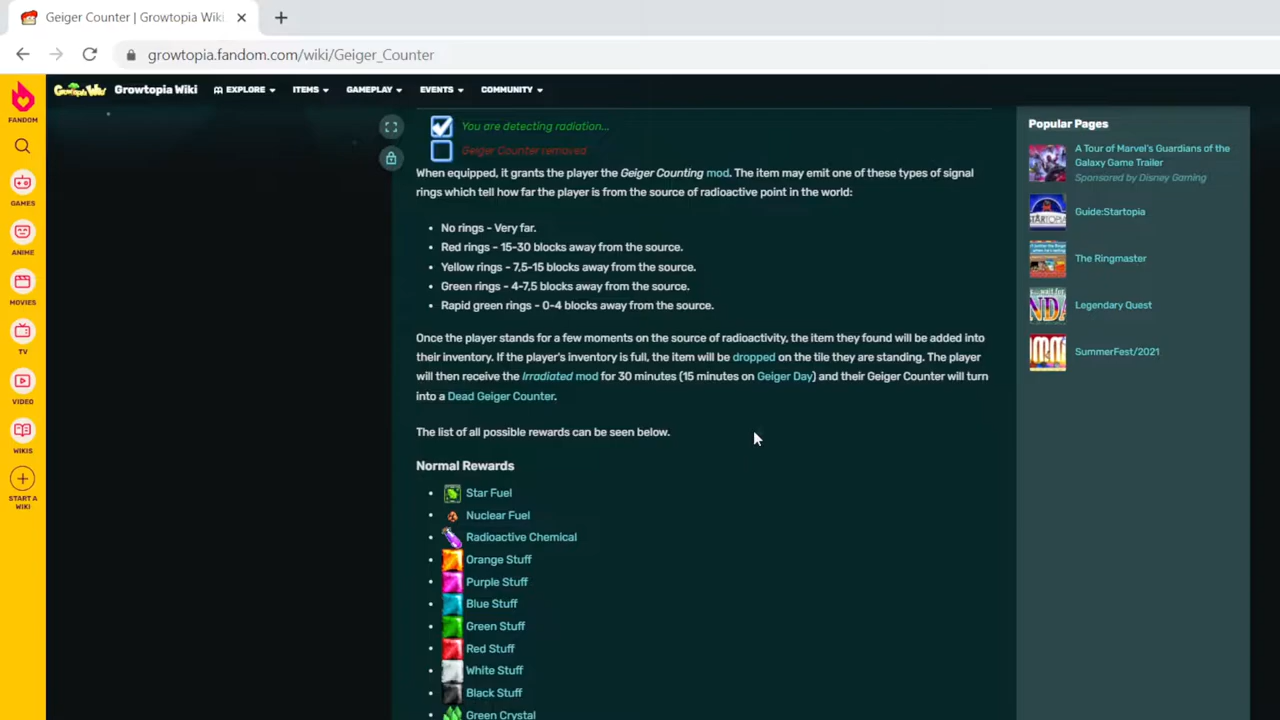 Geiger Counter | Growtopia Wiki
growtopia.fandom.com/wiki/Geiger_Counter
FANDOM
GAMES
ANIME
MOVIES
TV
VIDEO
WIKIS
START A
WIKI
Growtopia Wiki
EXPLORE
ITEMS
GAMEPLAY
EVENTS
COMMUNITY
You are detecting radiation...
Geiger Counter removed
When equipped, it grants the player the Geiger Counting mod. The item may emit one of these types of signal
rings which tell how far the player is from the source of radioactive point in the world:
• No rings - Very far.
• Red rings - 15-30 blocks away from the source.
• Yellow rings - 7,5-15 blocks away from the source.
• Green rings - 4-7,5 blocks away from the source.
• Rapid green rings - 0-4 blocks away from the source.
Once the player stands for a few moments on the source of radioactivity, the item they found will be added into
their inventory. If the player's inventory is full, the item will be dropped on the tile they are standing. The player
will then receive the Irradiated mod for 30 minutes (15 minutes on Geiger Day) and their Geiger Counter will turn
into a Dead Geiger Counter.
The list of all possible rewards can be seen below.
Normal Rewards
• Star Fuel
• Nuclear Fuel
• Radioactive Chemical
• Orange Stuff
• Purple Stuff
• Blue Stuff
• Green Stuff
• Red Stuff
• White Stuff
• Black Stuff
• Green Crystal
Popular Pages
A Tour of Marvel's Guardians of the
Galaxy Game Trailer
Sponsored by Disney Gaming
Guide:Startopia
The Ringmaster
Legendary Quest
SummerFest/2021